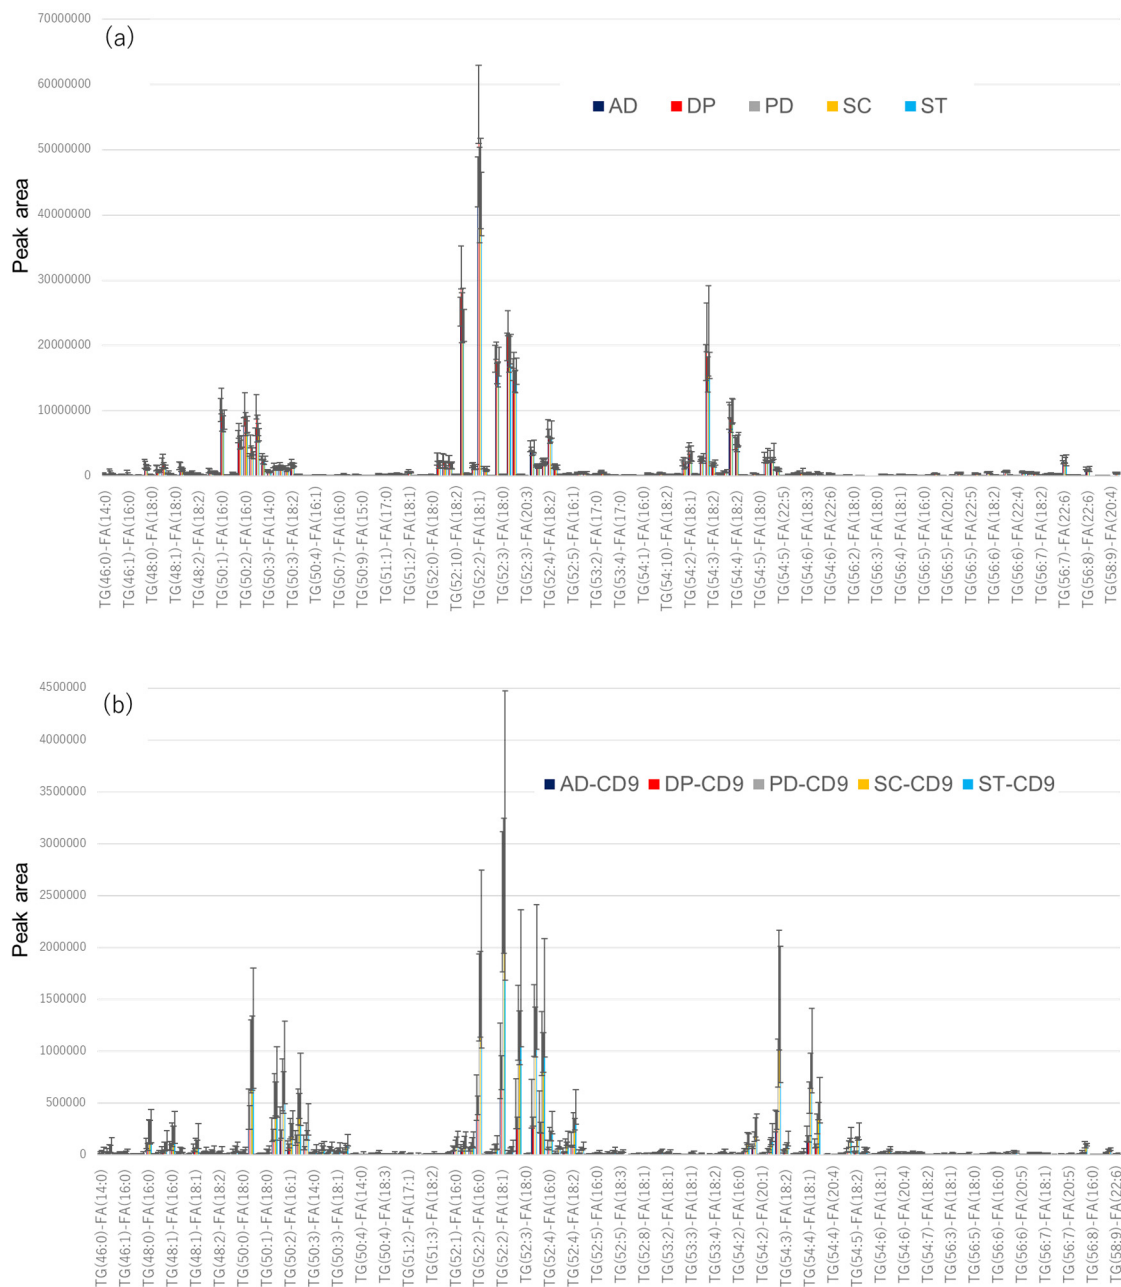 (a)
70000000
60000000
50000000
40000000
30000000
20000000
10000000
0
Peak area
AD DP PD SC ST
TG(46:0)-FA(14:0)
TG(46:1)-FA(16:0)
TG(48:0)-FA(18:0)
TG(48:1)-FA(18:0)
TG(48:2)-FA(18:2)
TG(50:1)-FA(16:0)
TG(50:2)-FA(16:0)
TG(50:3)-FA(14:0)
TG(50:3)-FA(18:2)
TG(50:4)-FA(16:1)
TG(50:7)-FA(16:0)
TG(50:9)-FA(15:0)
TG(51:1)-FA(17:0)
TG(51:2)-FA(18:1)
TG(52:0)-FA(18:0)
TG(52:10)-FA(18:2)
TG(52:2)-FA(18:1)
TG(52:3)-FA(18:0)
TG(52:3)-FA(20:3)
TG(52:4)-FA(18:2)
TG(52:5)-FA(16:1)
TG(53:2)-FA(17:0)
TG(53:4)-FA(17:0)
TG(54:1)-FA(16:0)
TG(54:10)-FA(18:2)
TG(54:2)-FA(18:1)
TG(54:3)-FA(18:2)
TG(54:4)-FA(18:2)
TG(54:5)-FA(18:0)
TG(54:5)-FA(22:5)
TG(54:6)-FA(18:3)
TG(54:6)-FA(22:6)
TG(56:2)-FA(18:0)
TG(56:3)-FA(18:0)
TG(56:4)-FA(18:1)
TG(56:5)-FA(16:0)
TG(56:5)-FA(20:2)
TG(56:5)-FA(22:5)
TG(56:6)-FA(18:2)
TG(56:6)-FA(22:4)
TG(56:7)-FA(18:2)
TG(56:7)-FA(22:6)
TG(56:8)-FA(22:6)
TG(58:9)-FA(20:4)
(b)
4500000
4000000
3500000
3000000
2500000
2000000
1500000
1000000
500000
0
Peak area
AD-CD9 DP-CD9 PD-CD9 SC-CD9 ST-CD9
TG(46:0)-FA(14:0)
TG(46:1)-FA(16:0)
TG(48:0)-FA(16:0)
TG(48:1)-FA(16:0)
TG(48:1)-FA(18:1)
TG(48:2)-FA(18:2)
TG(50:0)-FA(18:0)
TG(50:1)-FA(18:0)
TG(50:2)-FA(16:1)
TG(50:3)-FA(14:0)
TG(50:3)-FA(18:1)
TG(50:4)-FA(14:0)
TG(50:4)-FA(18:3)
TG(51:2)-FA(17:1)
TG(51:3)-FA(18:2)
TG(52:1)-FA(16:0)
TG(52:2)-FA(16:0)
TG(52:2)-FA(18:1)
TG(52:3)-FA(18:0)
TG(52:4)-FA(16:0)
TG(52:4)-FA(18:2)
TG(52:5)-FA(16:0)
TG(52:5)-FA(18:3)
TG(52:8)-FA(18:1)
TG(53:2)-FA(18:1)
TG(53:3)-FA(18:1)
TG(53:4)-FA(18:2)
TG(54:2)-FA(16:0)
TG(54:2)-FA(20:1)
TG(54:3)-FA(18:2)
TG(54:4)-FA(18:1)
TG(54:4)-FA(20:4)
TG(54:5)-FA(18:2)
TG(54:6)-FA(18:1)
TG(54:6)-FA(20:4)
TG(54:7)-FA(18:2)
TG(56:3)-FA(18:1)
TG(56:5)-FA(18:0)
TG(56:6)-FA(16:0)
TG(56:6)-FA(20:5)
TG(56:7)-FA(18:1)
TG(56:7)-FA(20:5)
TG(56:8)-FA(16:0)
TG(58:9)-FA(22:6)